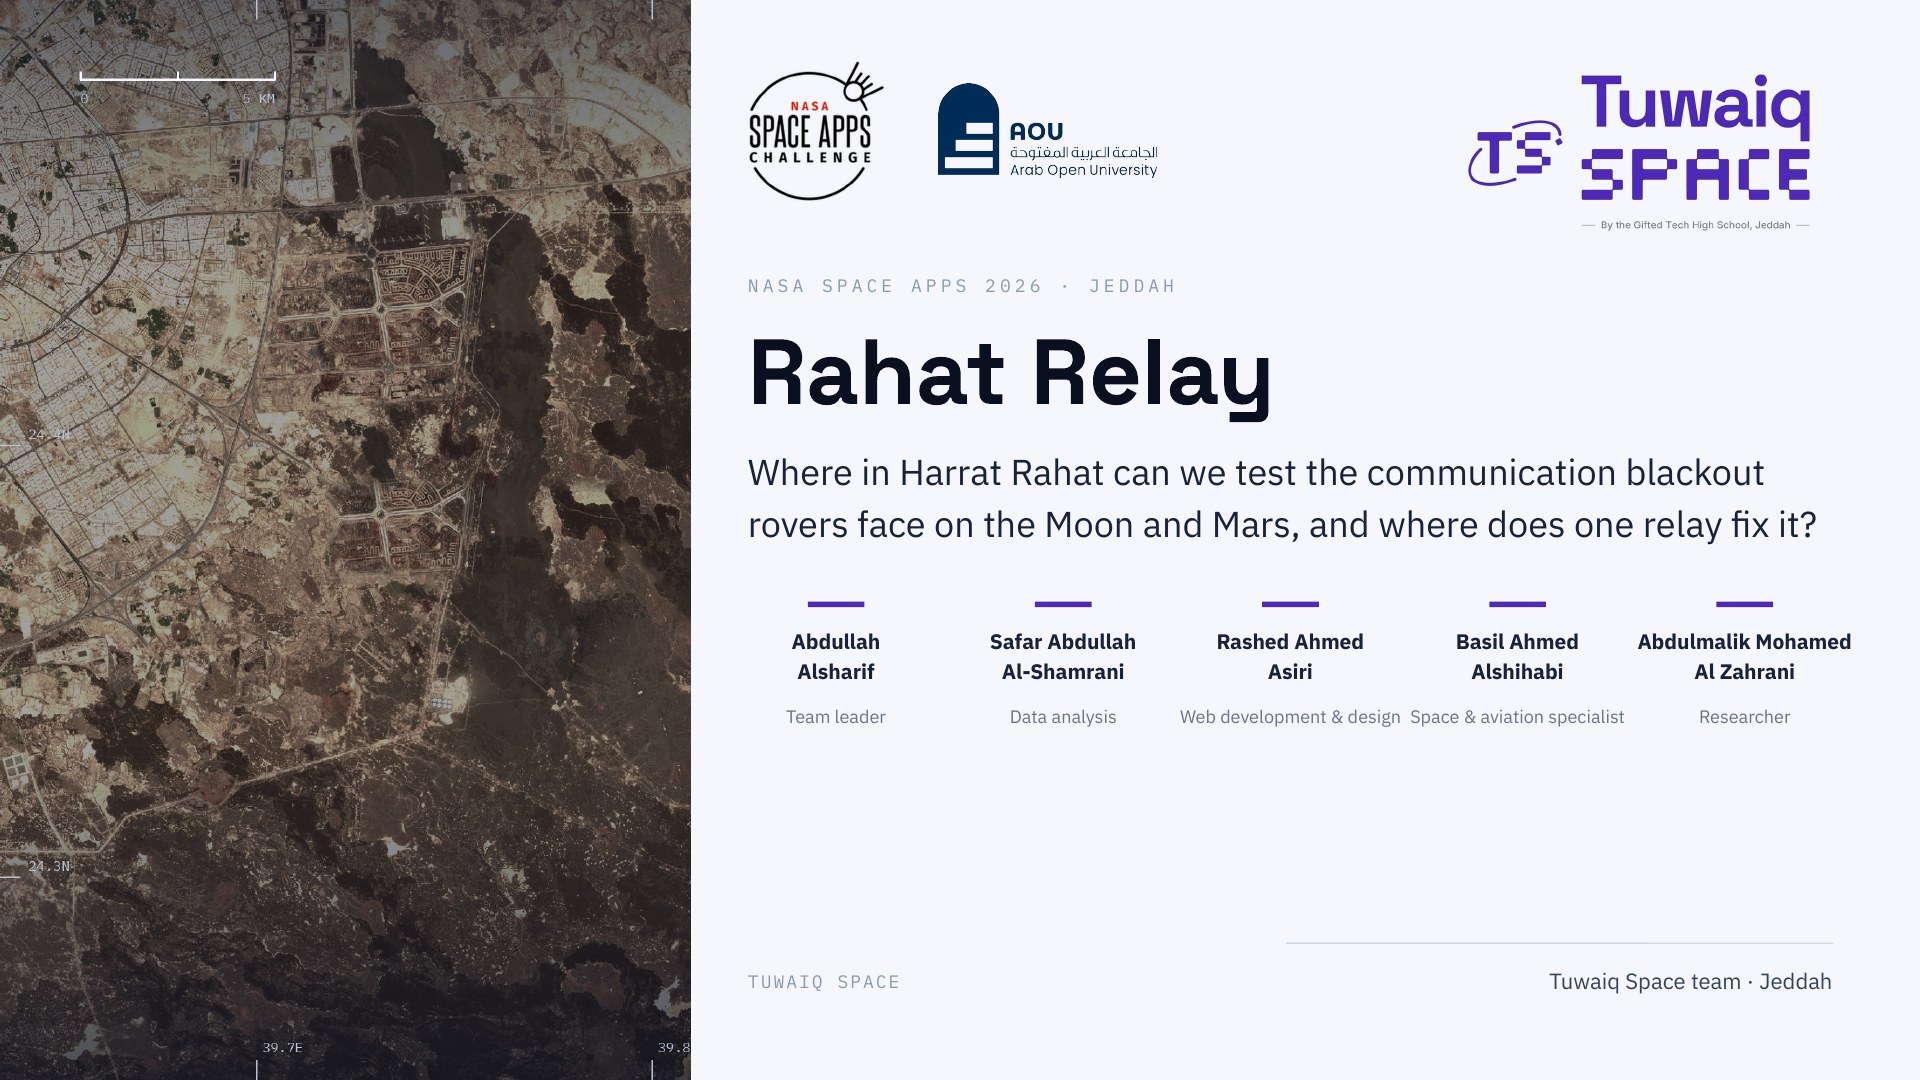 0
5 KM
24.4N
24.3N
39.7E
39.8
NASA
SPACE APPS
CHALLENGE
AOU
الجامعة العربية المفتوحة
Arab Open University
TS
Tuwaiq
SPACE
By the Gifted Tech High School, Jeddah
NASA SPACE APPS 2026 · JEDDAH
Rahat Relay
Where in Harrat Rahat can we test the communication blackout
rovers face on the Moon and Mars, and where does one relay fix it?
Abdullah
Alsharif
Team leader
Safar Abdullah
Al-Shamrani
Data analysis
Rashed Ahmed
Asiri
Web development & design
Basil Ahmed
Alshihabi
Space & aviation specialist
Abdulmalik Mohamed
Al Zahrani
Researcher
TUWAIQ SPACE
Tuwaiq Space team · Jeddah